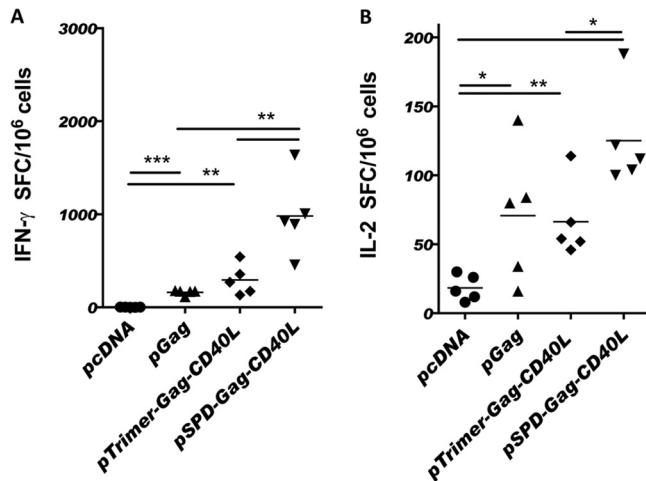 A
IFN-γ SFC/10⁶ cells
3000
2000
1000
0
***
**
**
pcDNA
pGag
pTrimer-Gag-CD40L
pSPD-Gag-CD40L
B
IL-2 SFC/10⁶ cells
200
150
100
50
0
*
*
**
pcDNA
pGag
pTrimer-Gag-CD40L
pSPD-Gag-CD40L